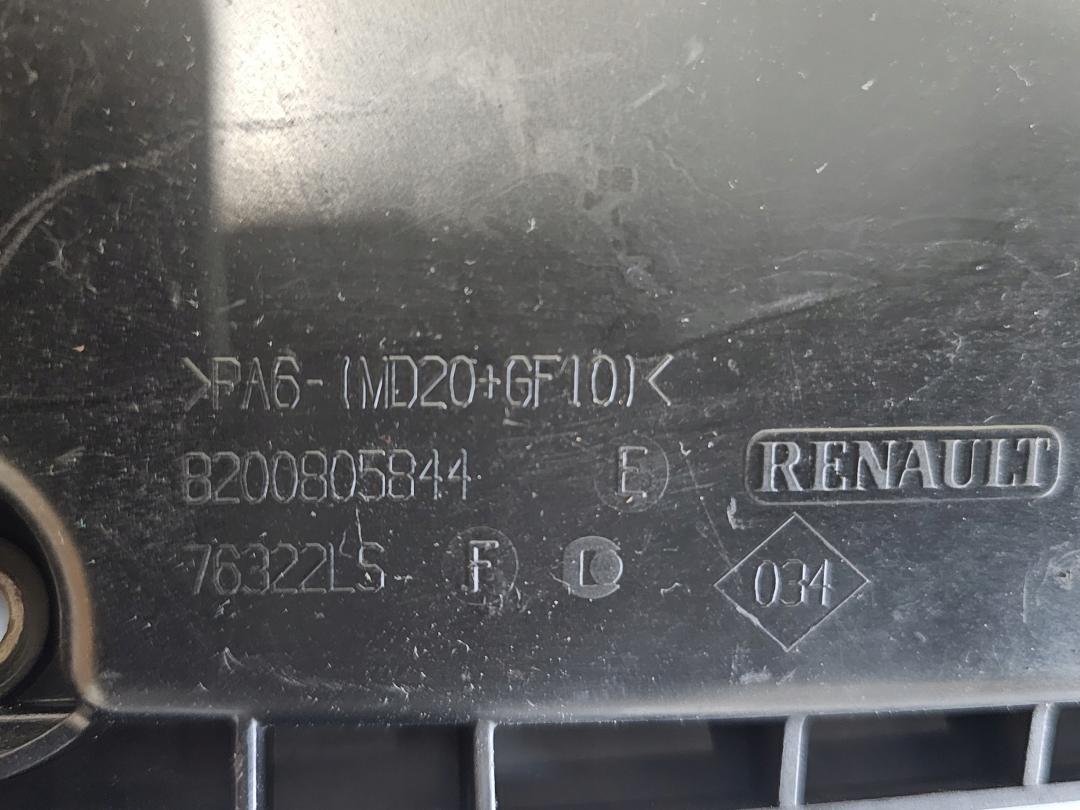 >PA6-(MD20+GF10)<
8200805844 E
RENAULT
76322LS F D
034